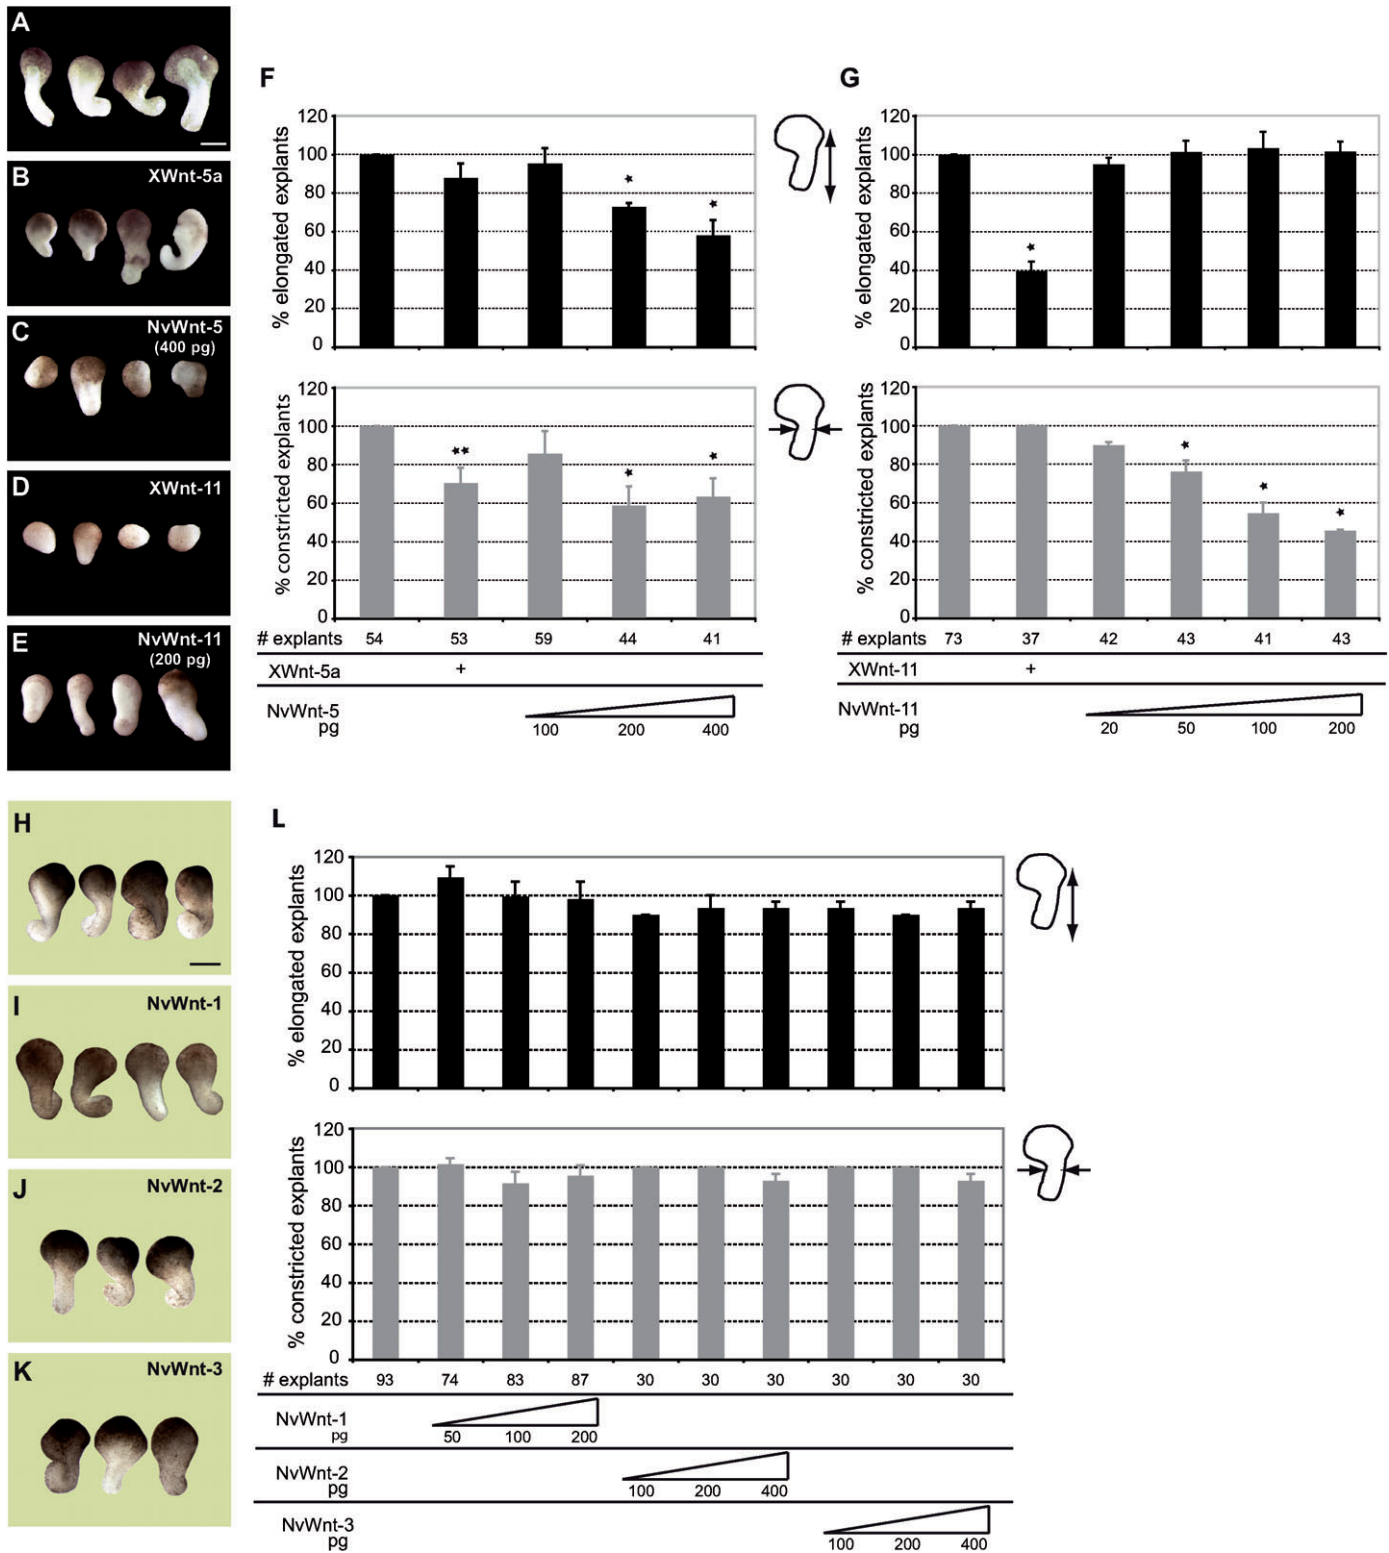 A
B
XWnt-5a
C
NvWnt-5
(400 pg)
D
XWnt-11
E
NvWnt-11
(200 pg)
F
% elongated explants
120
100
80
60
40
20
0
% constricted explants
120
100
80
60
40
20
0
# explants 54 53 59 44 41
XWnt-5a +
NvWnt-5
pg 100 200 400
G
% elongated explants
120
100
80
60
40
20
0
% constricted explants
120
100
80
60
40
20
0
# explants 73 37 42 43 41 43
XWnt-11 +
NvWnt-11
pg 20 50 100 200
H
I
NvWnt-1
J
NvWnt-2
K
NvWnt-3
L
% elongated explants
120
100
80
60
40
20
0
% constricted explants
120
100
80
60
40
20
0
# explants 93 74 83 87 30 30 30 30 30 30
NvWnt-1
pg 50 100 200
NvWnt-2
pg 100 200 400
NvWnt-3
pg 100 200 400